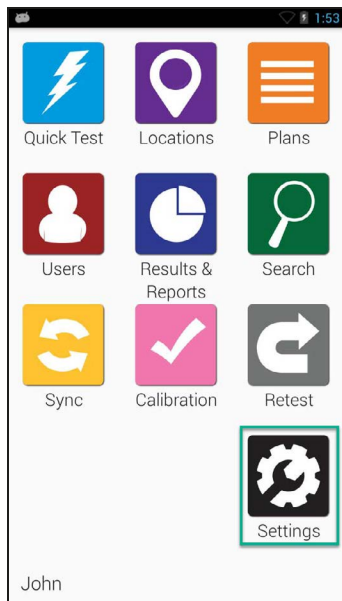 1:53
Quick Test
Locations
Plans
Users
Results &
Reports
Search
Sync
Calibration
Retest
Settings
John